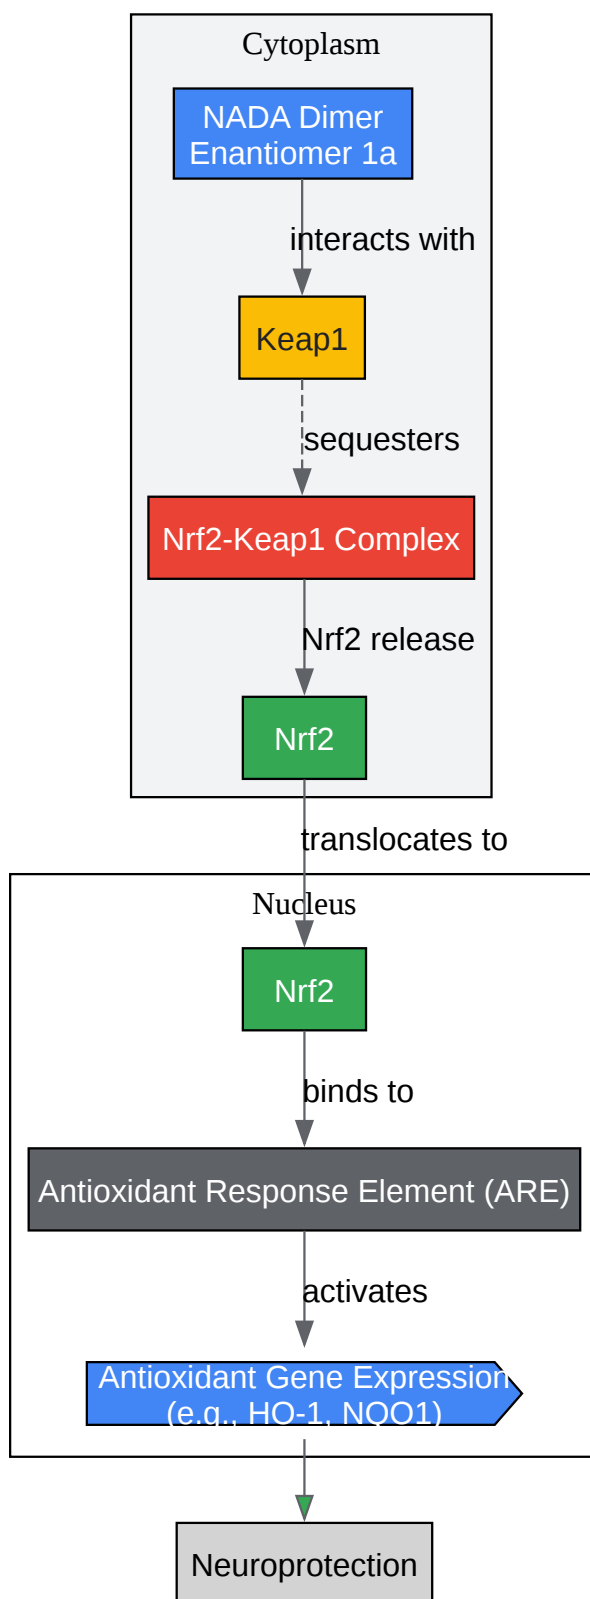 Cytoplasm
NADA Dimer
Enantiomer 1a
interacts with
Keap1
sequesters
Nrf2-Keap1 Complex
Nrf2 release
Nrf2
translocates to
Nucleus
Nrf2
binds to
Antioxidant Response Element (ARE)
activates
Antioxidant Gene Expression
(e.g., HO-1, NQO1)
Neuroprotection